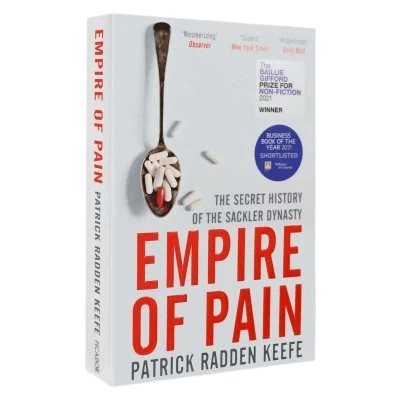 EMPIRE OF PAIN
PATRICK RADDEN KEEFE
PICADOR
'Mesmerizing'
Observer
New York Times
Daily Mail
The
BAILLIE
GIFFORD
PRIZE FOR
NON-FICTION
2021
WINNER
BUSINESS
BOOK OF THE
YEAR 2021
SHORTLISTED
THE SECRET HISTORY
OF THE SACKLER DYNASTY
EMPIRE
OF PAIN
PATRICK RADDEN KEEFE